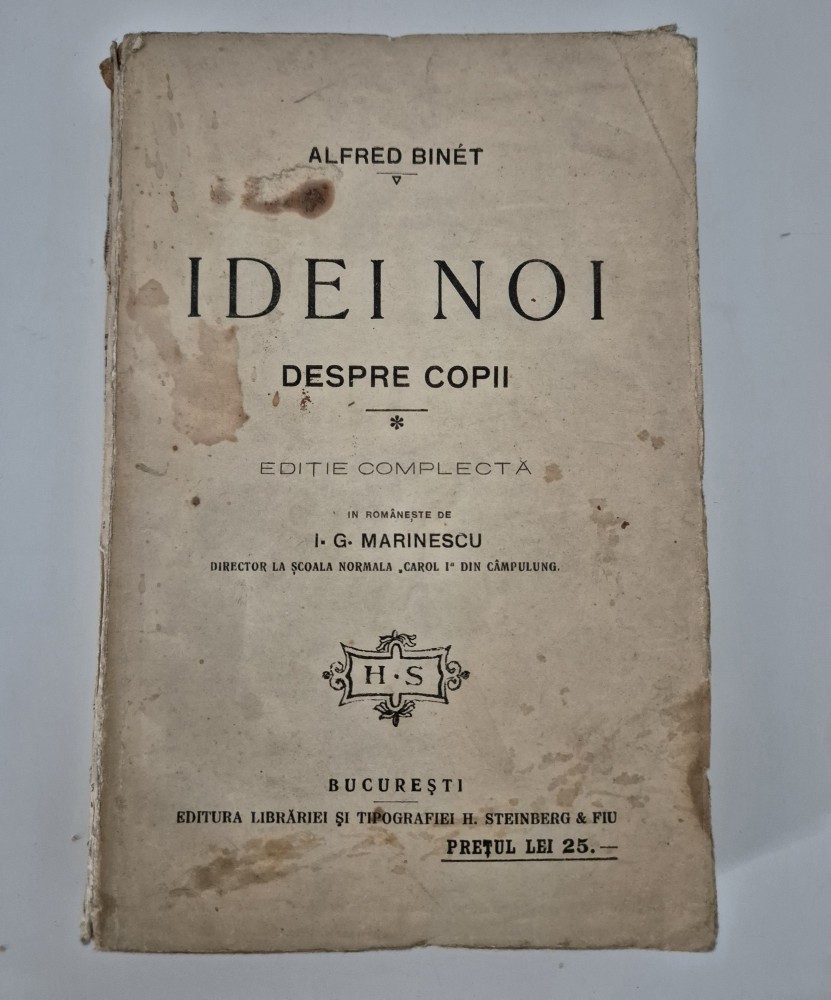 ALFRED BINÉT
IDEI NOI
DESPRE COPII
*
EDIȚIE COMPLECTĂ
IN ROMÂNEȘTE DE
I. G. MARINESCU
DIRECTOR LA ȘCOALA NORMALA „CAROL I" DIN CÂMPULUNG.
H·S
BUCUREȘTI
EDITURA LIBRĂRIEI ȘI TIPOGRAFIEI H. STEINBERG & FIU
PREȚUL LEI 25.—